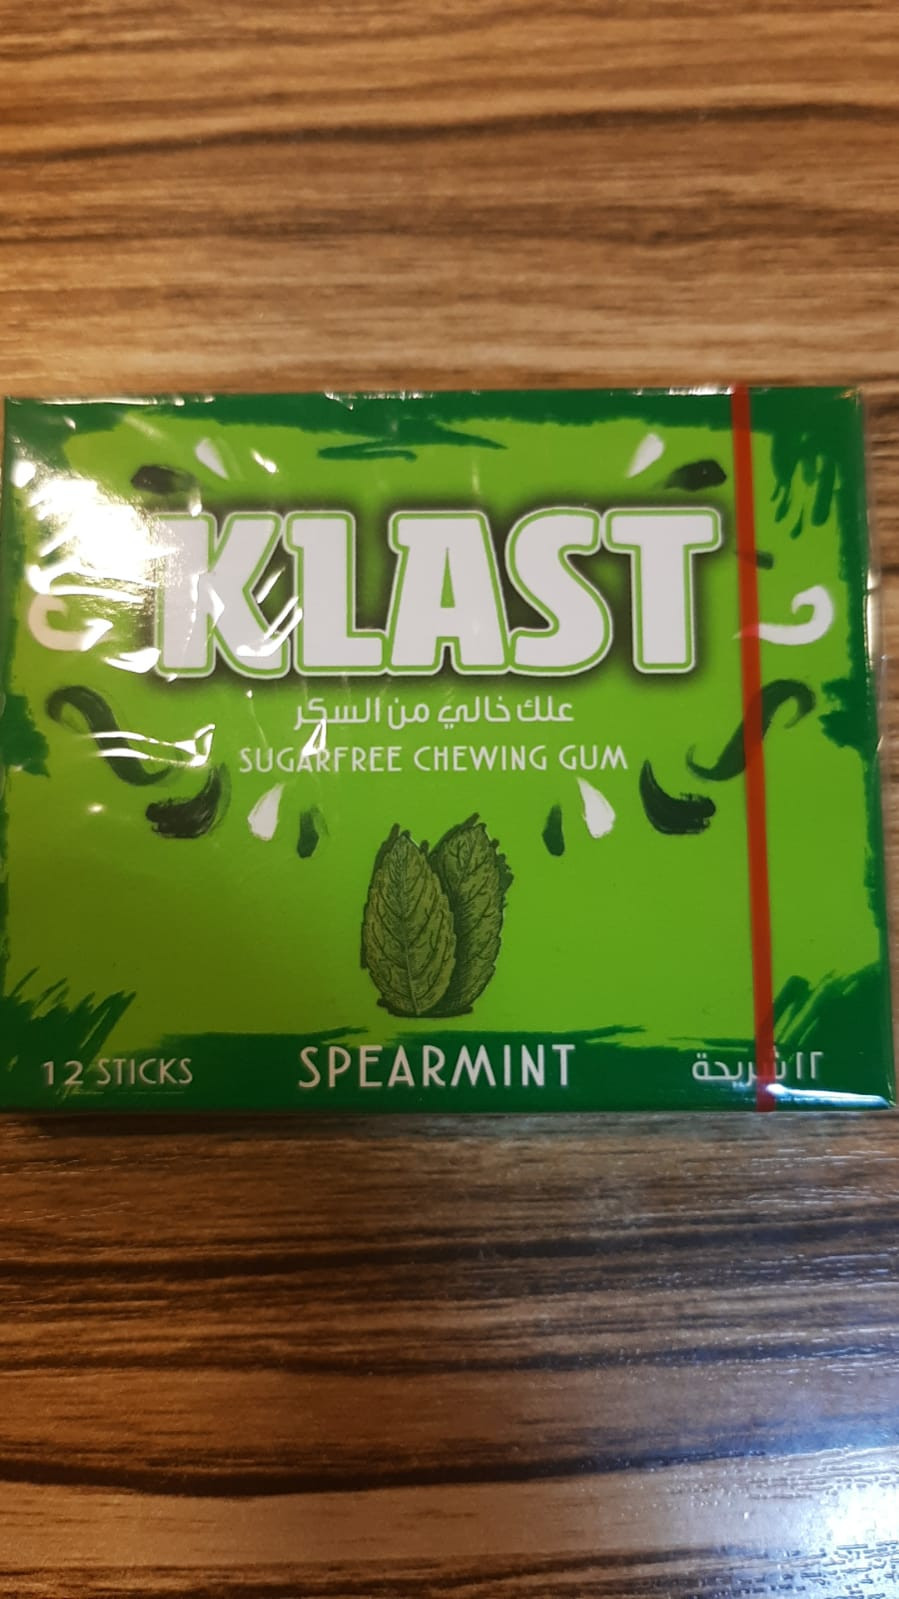 KLAST
علك خالي من السكر
SUGARFREE CHEWING GUM
12 STICKS
SPEARMINT
١٢ شريحة